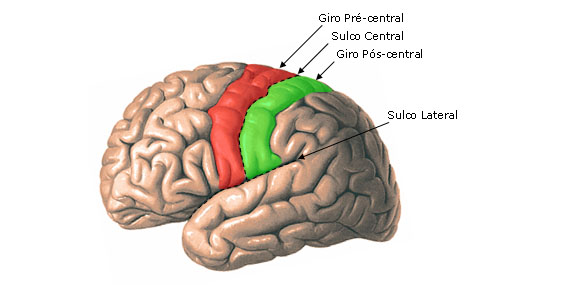 Giro Pré-central
Sulco Central
Giro Pós-central
Sulco Lateral